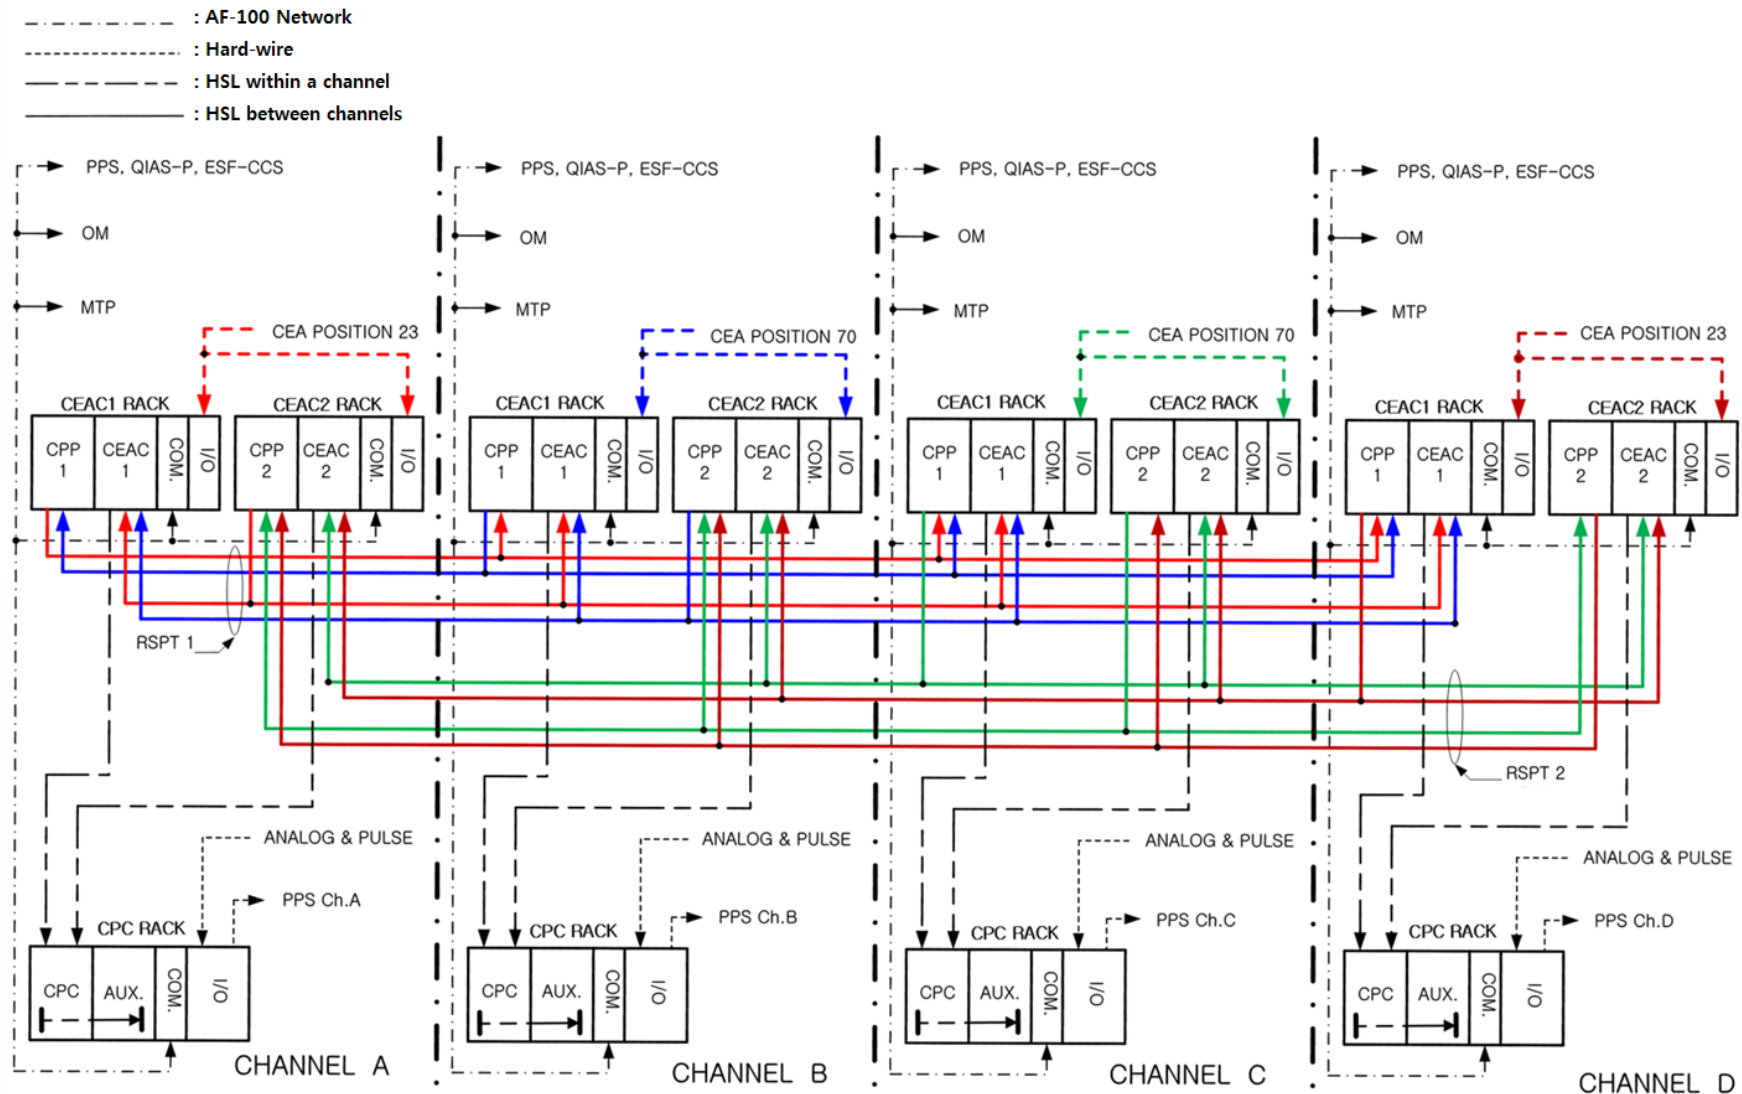 : AF-100 Network
: Hard-wire
: HSL within a channel
: HSL between channels
PPS, QIAS-P, ESF-CCS
OM
MTP
CEA POSITION 23
CEAC1 RACK
CEAC2 RACK
CPP
1
CEAC
1
COM.
I/O
CPP
2
CEAC
2
COM.
I/O
RSPT 1
ANALOG & PULSE
PPS Ch.A
CPC RACK
CPC
AUX.
COM.
I/O
CHANNEL A
PPS, QIAS-P, ESF-CCS
OM
MTP
CEA POSITION 70
CEAC1 RACK
CEAC2 RACK
CPP
1
CEAC
1
COM.
I/O
CPP
2
CEAC
2
COM.
I/O
ANALOG & PULSE
PPS Ch.B
CPC RACK
CPC
AUX.
COM.
I/O
CHANNEL B
PPS, QIAS-P, ESF-CCS
OM
MTP
CEA POSITION 70
CEAC1 RACK
CEAC2 RACK
CPP
1
CEAC
1
COM.
I/O
CPP
2
CEAC
2
COM.
I/O
ANALOG & PULSE
PPS Ch.C
CPC RACK
CPC
AUX.
COM.
I/O
CHANNEL C
PPS, QIAS-P, ESF-CCS
OM
MTP
CEA POSITION 23
CEAC1 RACK
CEAC2 RACK
CPP
1
CEAC
1
COM.
I/O
CPP
2
CEAC
2
COM.
I/O
RSPT 2
ANALOG & PULSE
PPS Ch.D
CPC RACK
CPC
AUX.
COM.
I/O
CHANNEL D